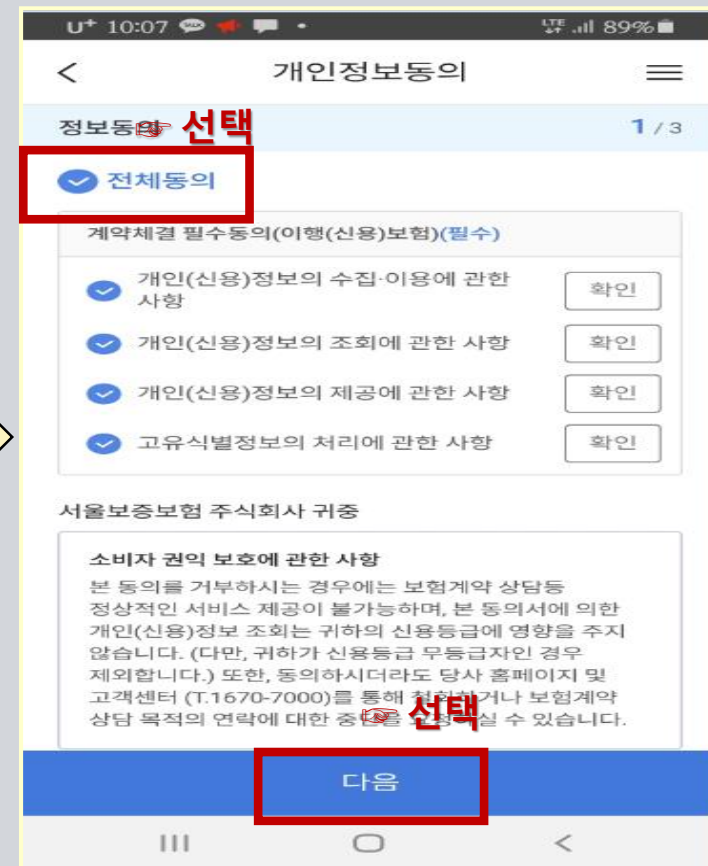 U+ 10:07 TALK LTE .ıll 89%
개인정보동의
정보동의 ☞ 선택 1 / 3
전체동의
계약체결 필수동의(이행(신용)보험)(필수)
개인(신용)정보의 수집·이용에 관한
사항 확인
개인(신용)정보의 조회에 관한 사항 확인
개인(신용)정보의 제공에 관한 사항 확인
고유식별정보의 처리에 관한 사항 확인
서울보증보험 주식회사 귀중
소비자 권익 보호에 관한 사항
본 동의를 거부하시는 경우에는 보험계약 상담등
정상적인 서비스 제공이 불가능하며, 본 동의서에 의한
개인(신용)정보 조회는 귀하의 신용등급에 영향을 주지
않습니다. (다만, 귀하가 신용등급 무등급자인 경우
제외합니다.) 또한, 동의하시더라도 당사 홈페이지 및
고객센터 (T.1670-7000)를 통해 철회하거나 보험계약
상담 목적의 연락에 대한 실 수 있습니다.
☞ 선택
다음